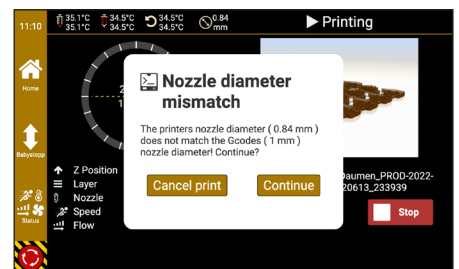 11:10
35.1°C
35.1°C
34.5°C
34.5°C
34.5°C
34.5°C
0.84
mm
Printing
Home
Babystepp
Status
Nozzle diameter
mismatch
The printers nozzle diameter ( 0.84 mm )
does not match the Gcodes ( 1 mm )
nozzle diameter! Continue?
Cancel print
Continue
Z Position
Layer
Nozzle
Speed
Flow
Daumen_PROD-2022-
20613_233939
Stop